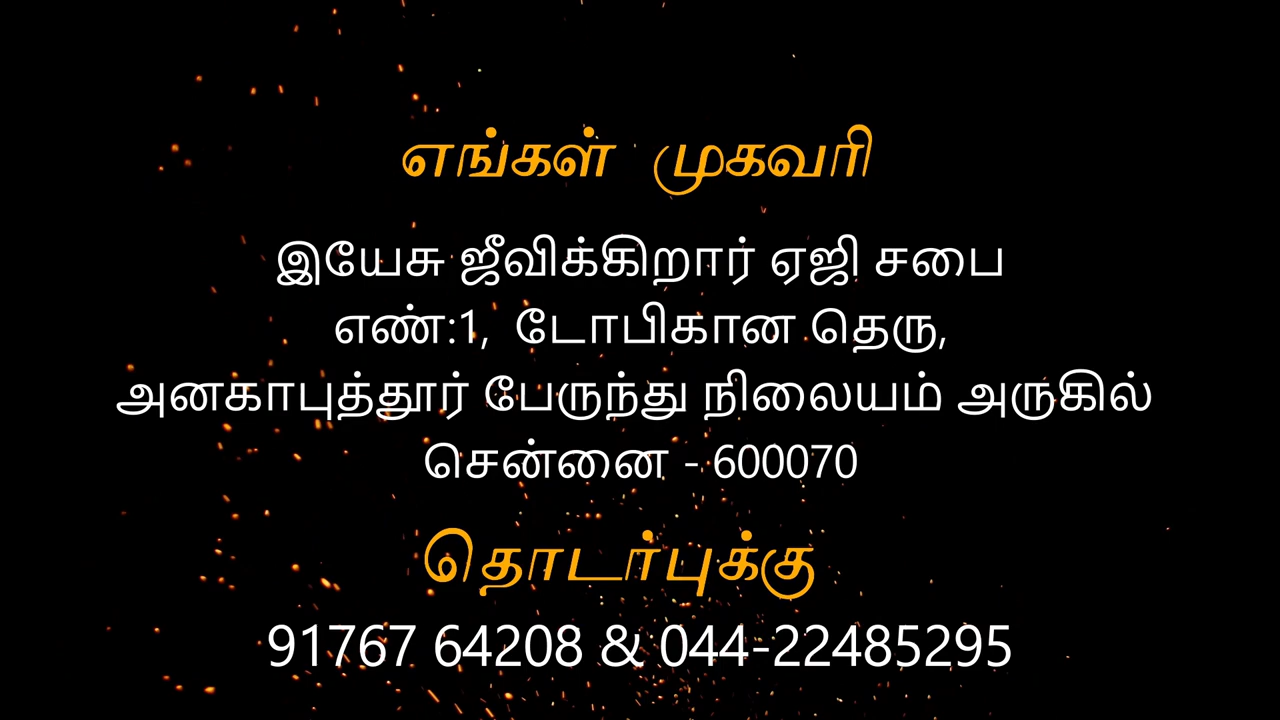 எங்கள் முகவரி
இயேசு ஜீவிக்கிறார் ஏஜி சபை
எண்:1, டோபிகான தெரு,
அனகாபுத்தூர் பேருந்து நிலையம் அருகில்
சென்னை - 600070
தொடர்புக்கு
91767 64208 & 044-22485295